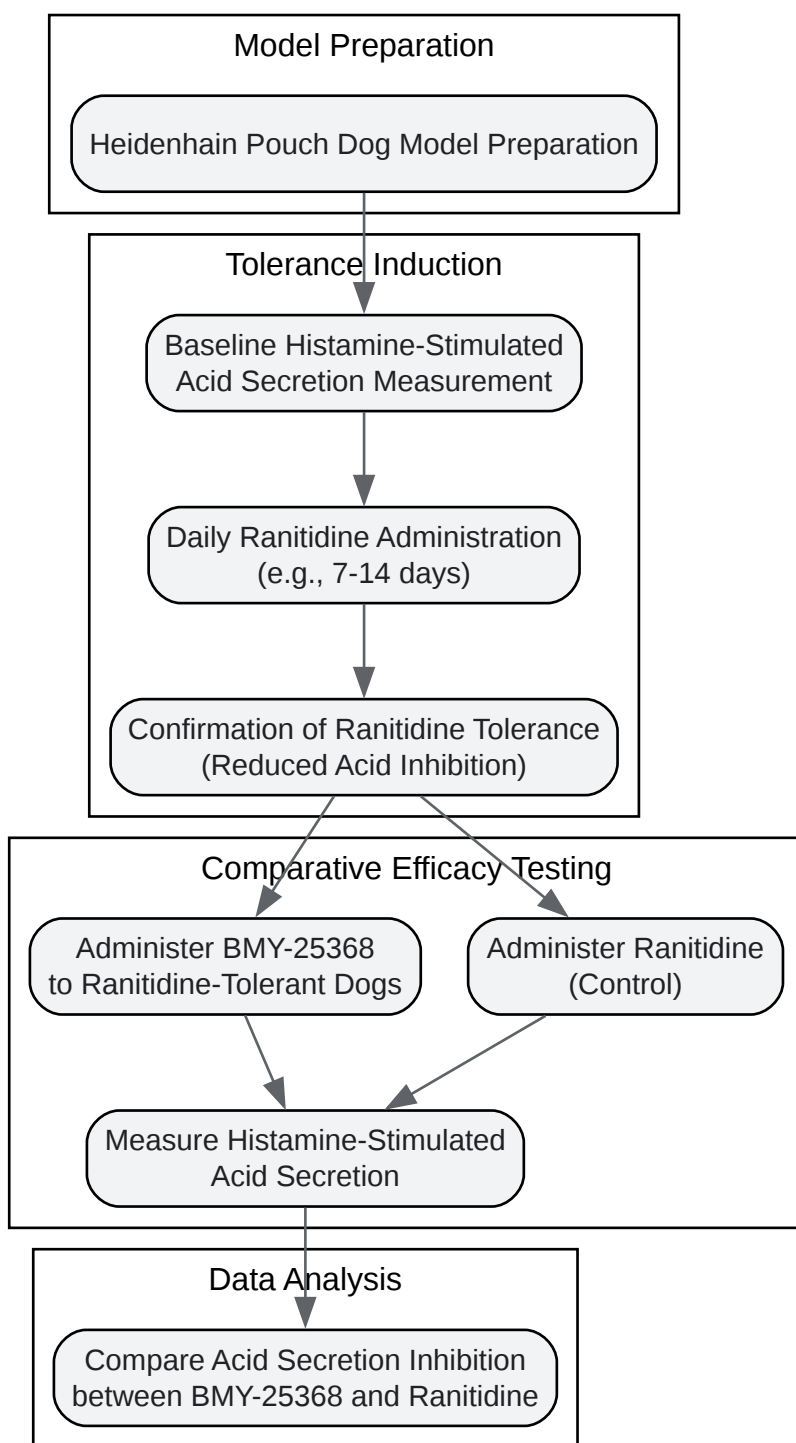 Model Preparation
Heidenhain Pouch Dog Model Preparation
Tolerance Induction
Baseline Histamine-Stimulated
Acid Secretion Measurement
Daily Ranitidine Administration
(e.g., 7-14 days)
Confirmation of Ranitidine Tolerance
(Reduced Acid Inhibition)
Comparative Efficacy Testing
Administer BMY-25368
to Ranitidine-Tolerant Dogs
Administer Ranitidine
(Control)
Measure Histamine-Stimulated
Acid Secretion
Data Analysis
Compare Acid Secretion Inhibition
between BMY-25368 and Ranitidine